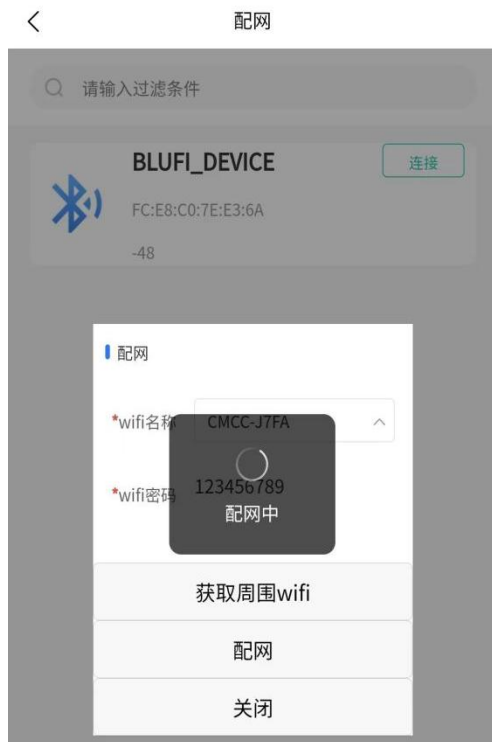 配网
请输入过滤条件
BLUFI_DEVICE
连接
FC:E8:C0:7E:E3:6A
-48
配网
*wifi名称 CMCC-J7FA
*wifi密码 123456789
配网中
获取周围wifi
配网
关闭